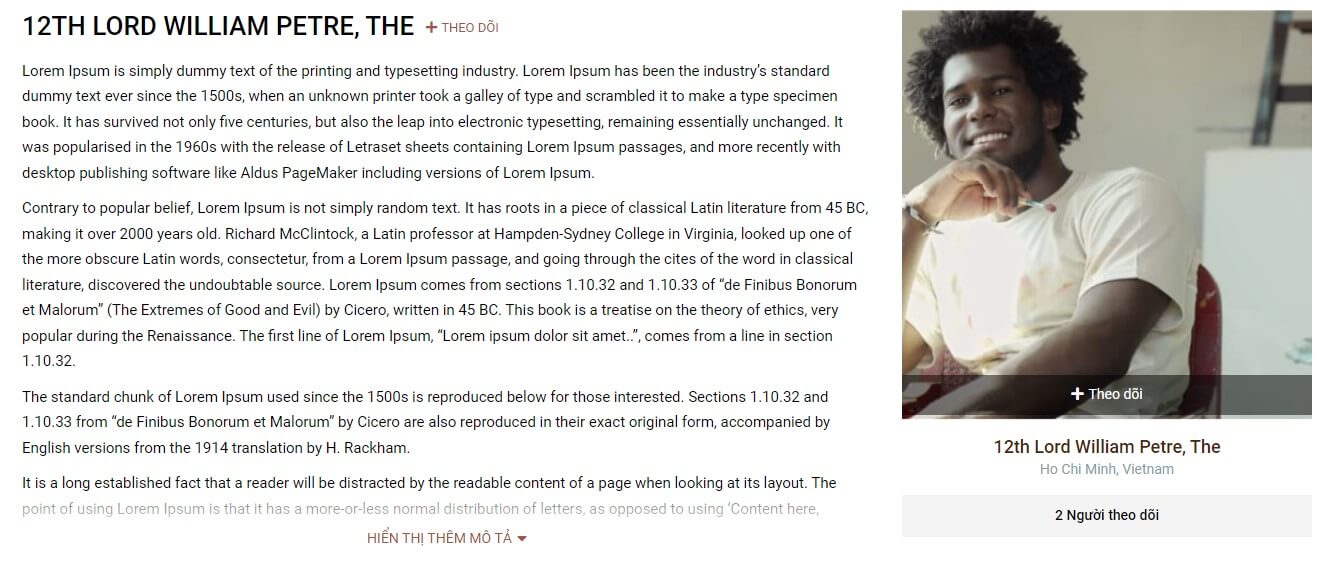 12TH LORD WILLIAM PETRE, THE + THEO DÕI
Lorem Ipsum is simply dummy text of the printing and typesetting industry. Lorem Ipsum has been the industry’s standard
dummy text ever since the 1500s, when an unknown printer took a galley of type and scrambled it to make a type specimen
book. It has survived not only five centuries, but also the leap into electronic typesetting, remaining essentially unchanged. It
was popularised in the 1960s with the release of Letraset sheets containing Lorem Ipsum passages, and more recently with
desktop publishing software like Aldus PageMaker including versions of Lorem Ipsum.
Contrary to popular belief, Lorem Ipsum is not simply random text. It has roots in a piece of classical Latin literature from 45 BC,
making it over 2000 years old. Richard McClintock, a Latin professor at Hampden-Sydney College in Virginia, looked up one of
the more obscure Latin words, consectetur, from a Lorem Ipsum passage, and going through the cites of the word in classical
literature, discovered the undoubtable source. Lorem Ipsum comes from sections 1.10.32 and 1.10.33 of “de Finibus Bonorum
et Malorum” (The Extremes of Good and Evil) by Cicero, written in 45 BC. This book is a treatise on the theory of ethics, very
popular during the Renaissance. The first line of Lorem Ipsum, “Lorem ipsum dolor sit amet..”, comes from a line in section
1.10.32.
The standard chunk of Lorem Ipsum used since the 1500s is reproduced below for those interested. Sections 1.10.32 and
1.10.33 from “de Finibus Bonorum et Malorum” by Cicero are also reproduced in their exact original form, accompanied by
English versions from the 1914 translation by H. Rackham.
It is a long established fact that a reader will be distracted by the readable content of a page when looking at its layout. The
point of using Lorem Ipsum is that it has a more-or-less normal distribution of letters, as opposed to using ‘Content here,
HIỂN THỊ THÊM MÔ TẢ
+ Theo dõi
12th Lord William Petre, The
Ho Chi Minh, Vietnam
2 Người theo dõi